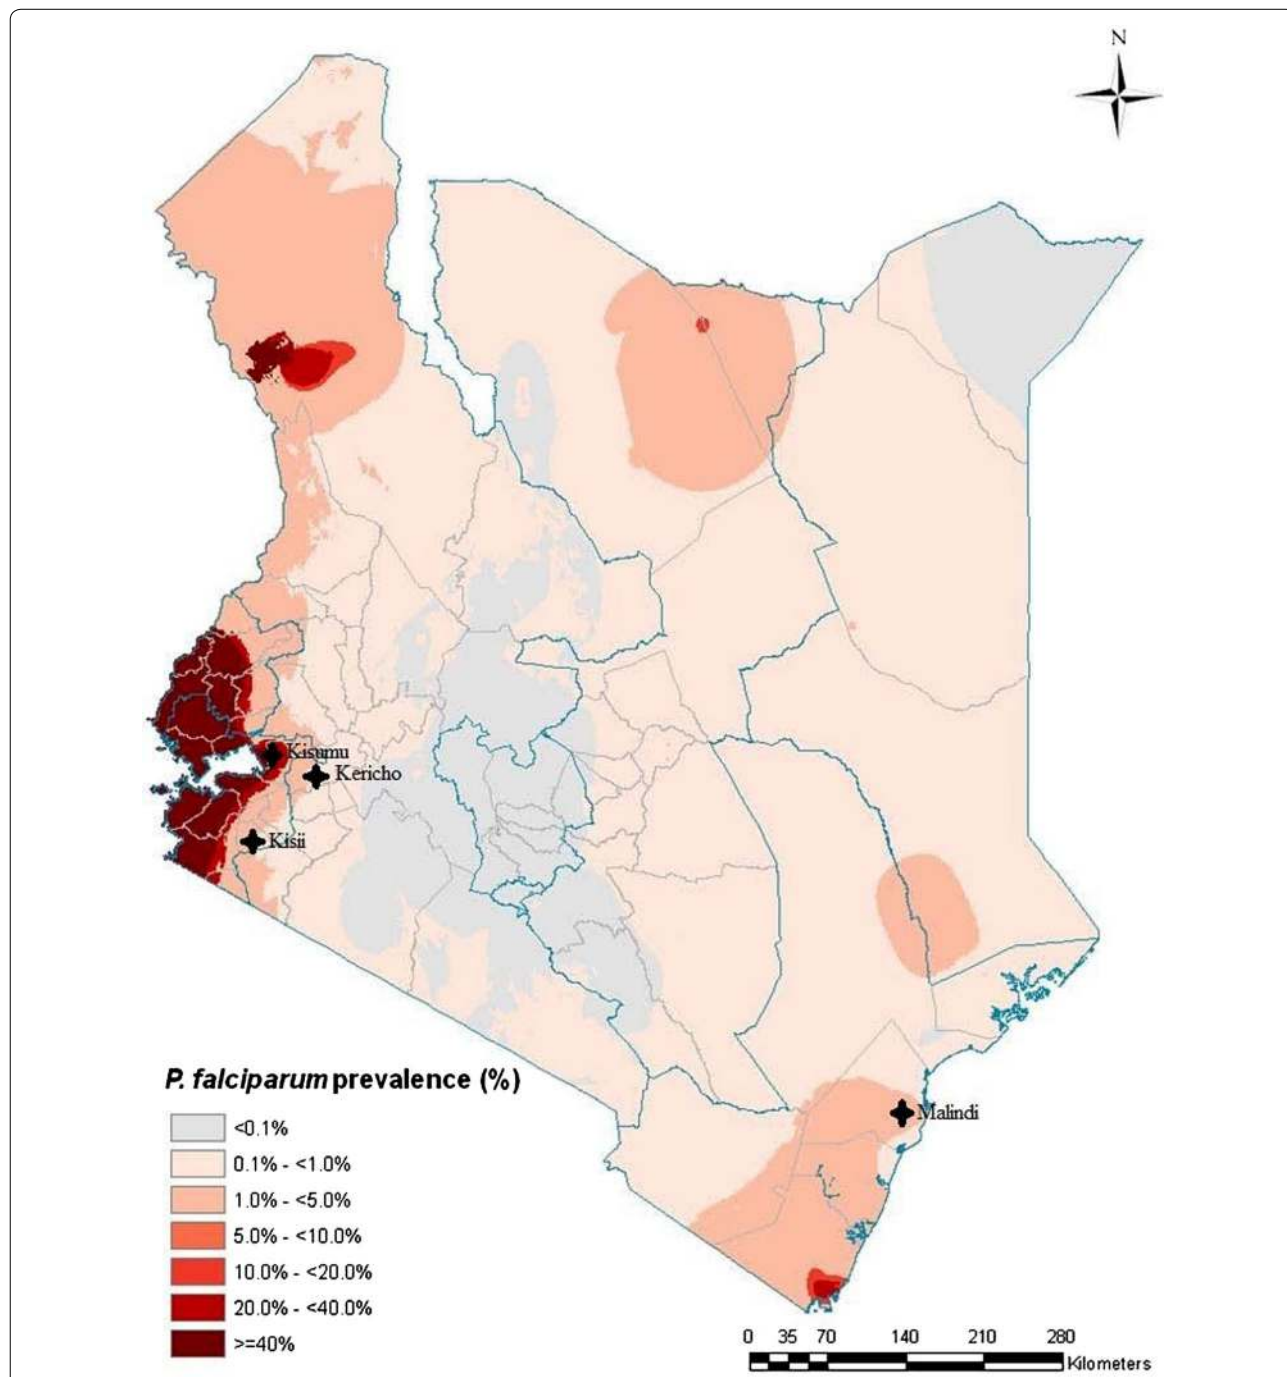 N
Kisumu
Kericho
Kisii
P. falciparum prevalence (%)
<0.1%
0.1% - <1.0%
1.0% - <5.0%
5.0% - <10.0%
10.0% - <20.0%
20.0% - <40.0%
>=40%
Malindi
0 35 70 140 210 280
Kilometers